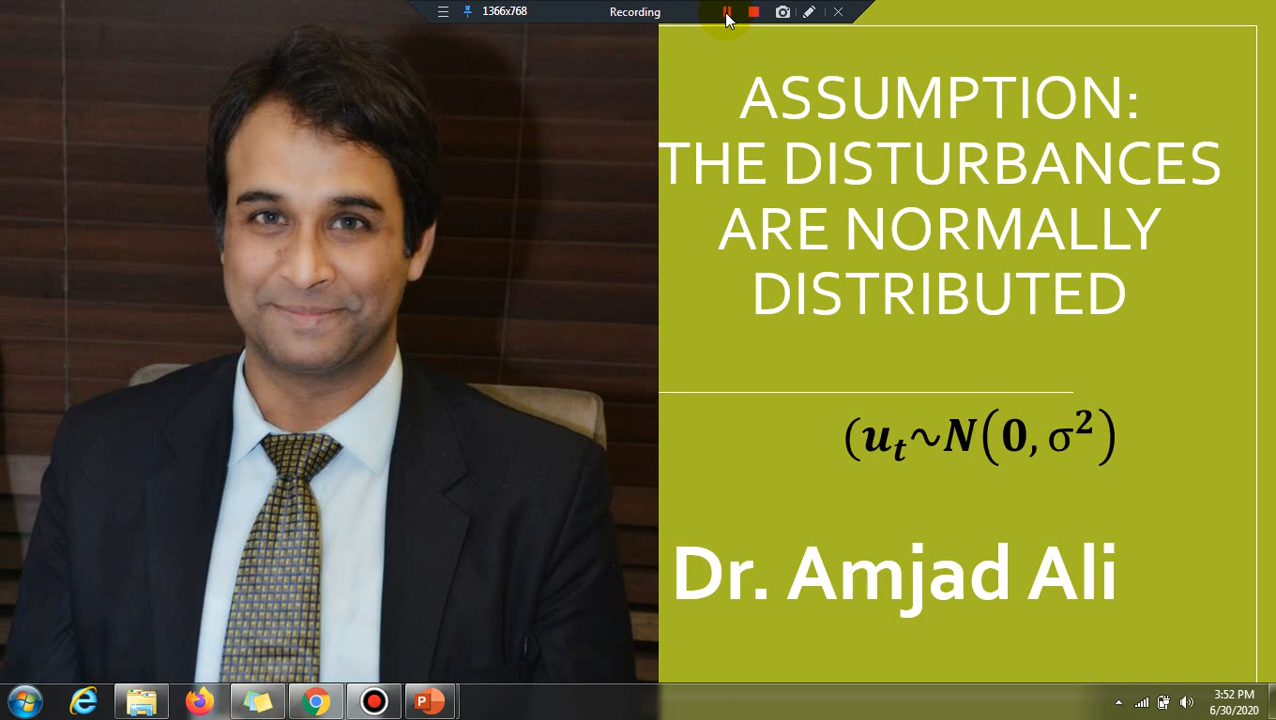 1366x768
Recording
ASSUMPTION:
THE DISTURBANCES
ARE NORMALLY
DISTRIBUTED
(𝒖ₜ~𝑵(𝟎, σ²)
Dr. Amjad Ali
3:52 PM
6/30/2020